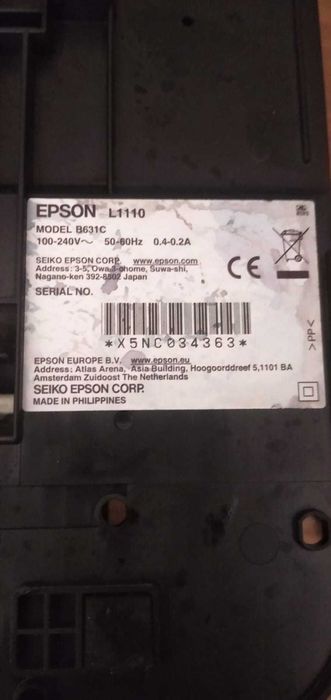 EPSON L1110
MODEL B631C
100-240V~ 50-60Hz 0.4-0.2A
SEIKO EPSON CORP. www.epson.com
Address: 3-5, Owa 3-chome, Suwa-shi,
Nagano-ken 392-8502 Japan
CE
SERIAL NO.
*X5NC034363*
>PP<
EPSON EUROPE B.V. www.epson.eu
Address: Atlas Arena, Asia Building, Hoogoorddreef 5,1101 BA
Amsterdam Zuidoost The Netherlands
SEIKO EPSON CORP.
MADE IN PHILIPPINES